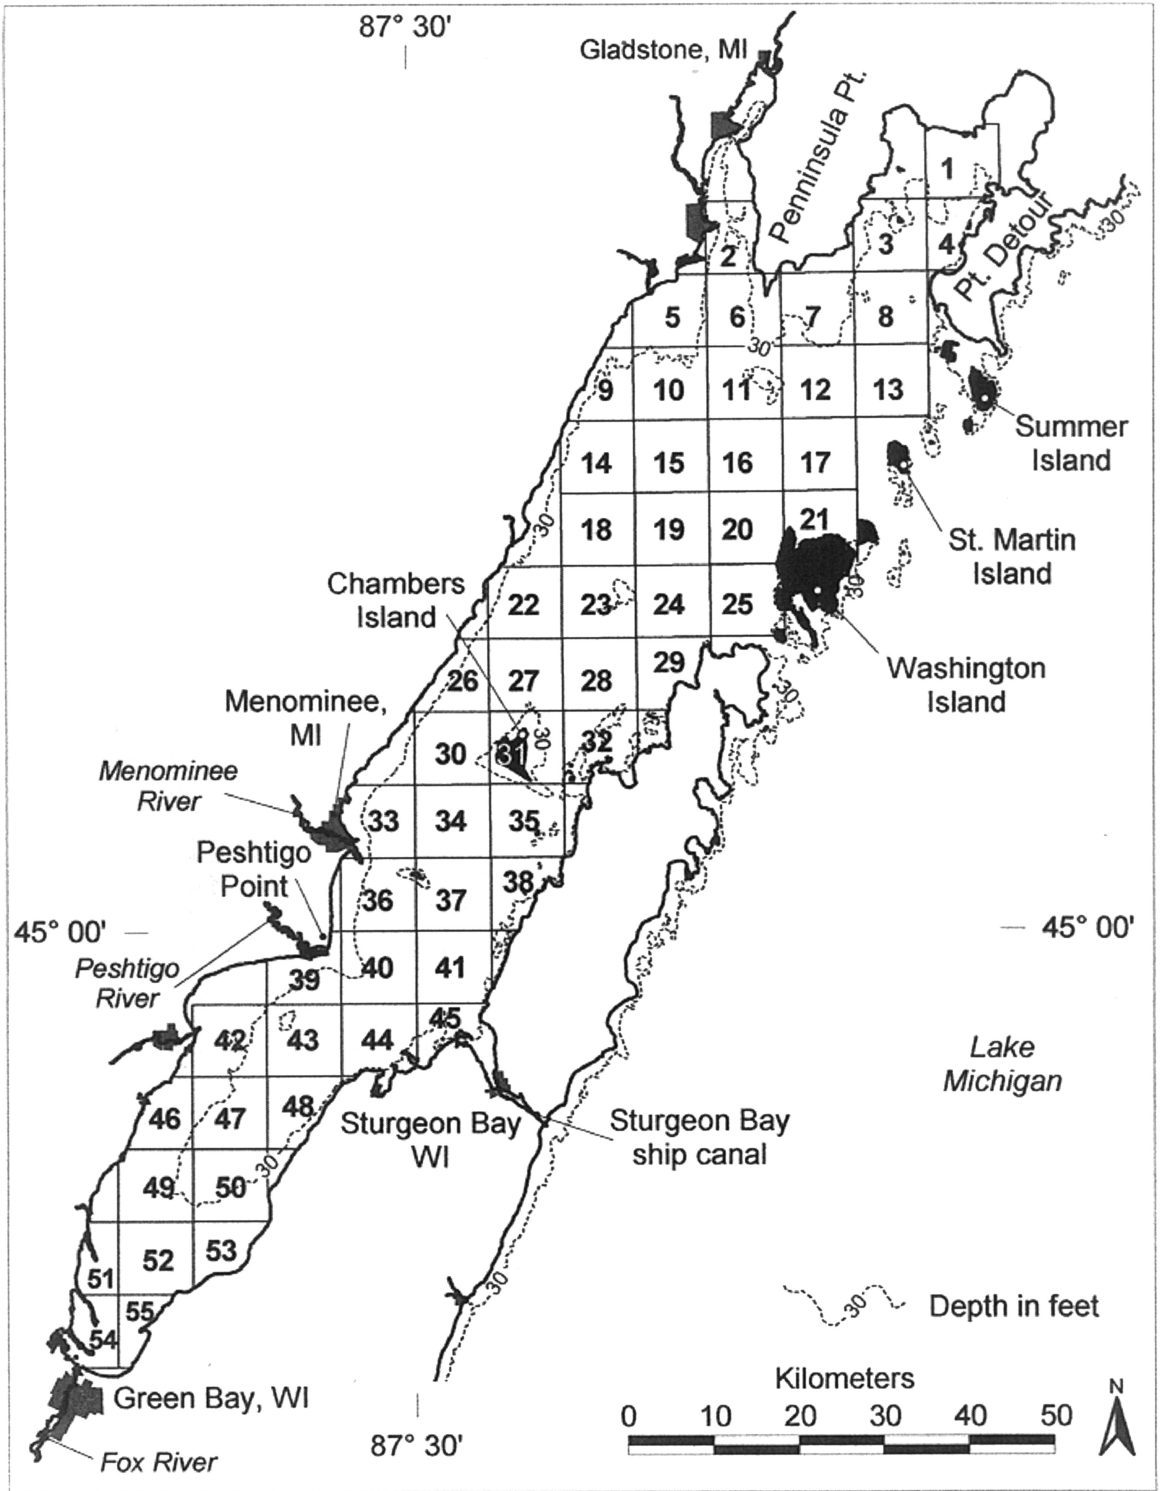 87° 30'
Gladstone, MI
Penninsula Pt.
1
2
3
4
Pt. Detour
30
5
6
7
8
30
9
10
11
12
13
Summer
Island
14
15
16
17
30
18
19
20
21
St. Martin
Island
30
Chambers
Island
22
23
24
25
Washington
Island
26
27
28
29
30
Menominee,
MI
30
31
30
32
Menominee
River
33
34
35
Peshtigo
Point
36
37
38
45° 00'
45° 00'
Peshtigo
River
39
40
41
42
43
44
45
Lake
Michigan
46
47
48
Sturgeon Bay
WI
Sturgeon Bay
ship canal
30
49
50
51
52
53
30
54
55
30
Depth in feet
Green Bay, WI
Kilometers
0 10 20 30 40 50
N
87° 30'
Fox River